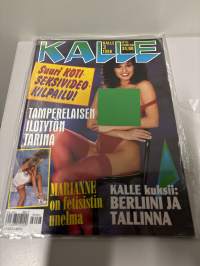 KALLE
Suuri KOTI-
SEKSIVIDEO-
KILPAILU!
TAMPERELAISEN
ILOTYTÖN
TARINA
MARIANNE
on fetisistin
unelma
KALLE kuksii:
BERLIINI JA
TALLINNA